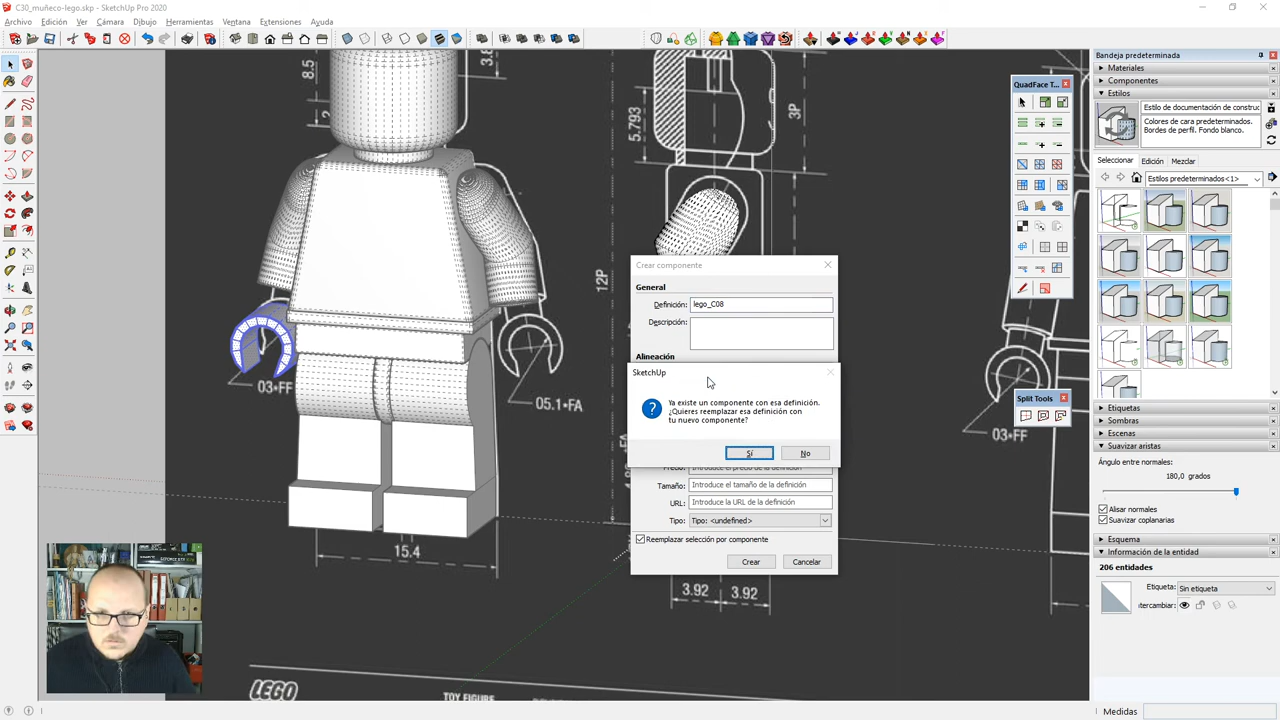 C30_muñeco-lego.skp - SketchUp Pro 2020
Archivo Edición Ver Cámara Dibujo Herramientas Ventana Extensiones Ayuda
Bandeja predeterminada
Materiales
Componentes
Estilos
Estilo de documentación de construc
Colores de cara predeterminados.
Bordes de perfil. Fondo blanco.
Seleccionar Edición Mezclar
Estilos predeterminados<1>
QuadFace T...
Split Tools
Etiquetas
Sombras
Escenas
Suavizar aristas
Ángulo entre normales:
180,0 grados
Alisar normales
Suavizar coplanarias
Esquema
Información de la entidad
206 entidades
Etiqueta: Sin etiqueta
ntercambiar:
Medidas
Crear componente
General
Definición: lego_C08
Descripción:
Alineación
SketchUp
Ya existe un componente con esa definición.
¿Quieres reemplazar esa definición con
tu nuevo componente?
Sí No
Introduce el precio de la definición
Tamaño: Introduce el tamaño de la definición
URL: Introduce la URL de la definición
Tipo: Tipo: <undefined>
Reemplazar selección por componente
Crear Cancelar
8.5
5.793
3P
12P
03+FF
05.1+FA
03+FF
15.4
3.92 3.92
LEGO
TOY FIGURE